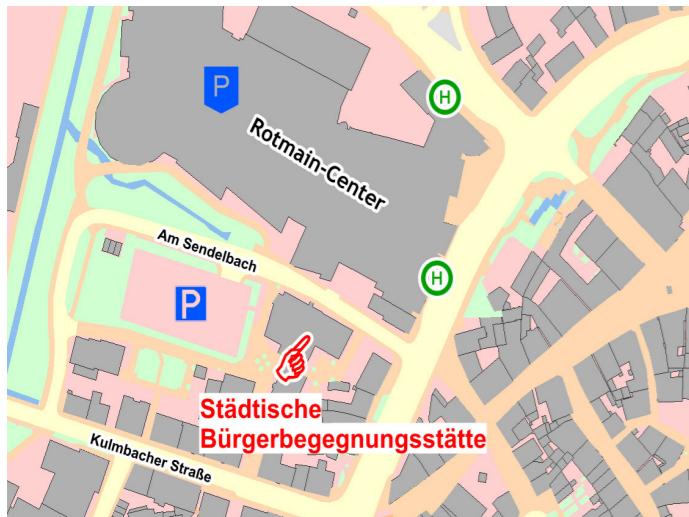 P
H
Rotmain-Center
Am Sendelbach
H
P
Städtische
Bürgerbegegnungsstätte
Kulmbacher Straße